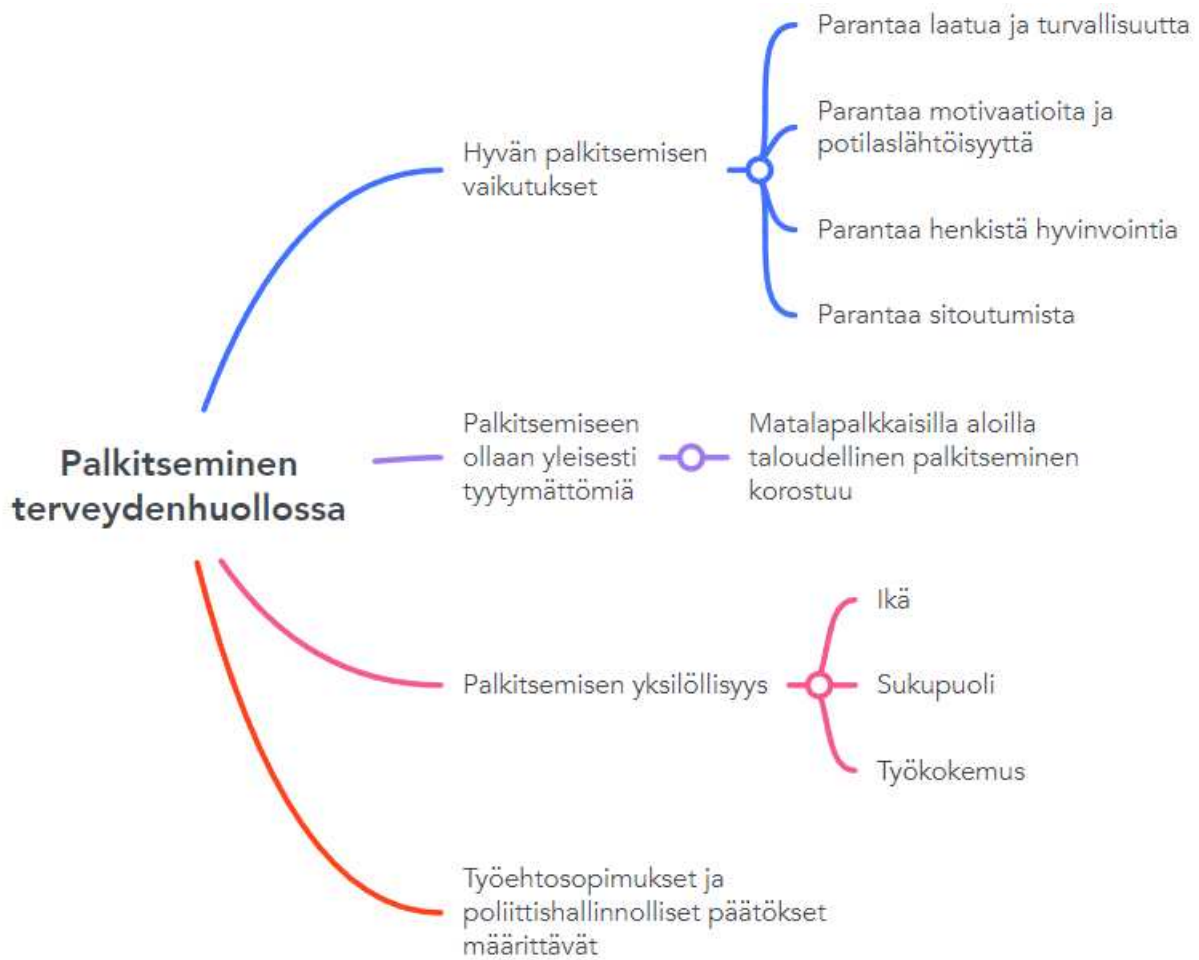 Parantaa laatua ja turvallisuutta
Parantaa motivaatioita ja
potilaslähtöisyyttä
Hyvän palkitsemisen
vaikutukset
Parantaa henkistä hyvinvointia
Parantaa sitoutumista
Palkitseminen
terveydenhuollossa
Palkitsemiseen
ollaan yleisesti
tyytymättömiä
Matalapalkkaisilla aloilla
taloudellinen palkitseminen
korostuu
Palkitsemisen yksilöllisyys
Ikä
Sukupuoli
Työkokemus
Työehtosopimukset ja
poliittishallinnolliset päätökset
määrittävät